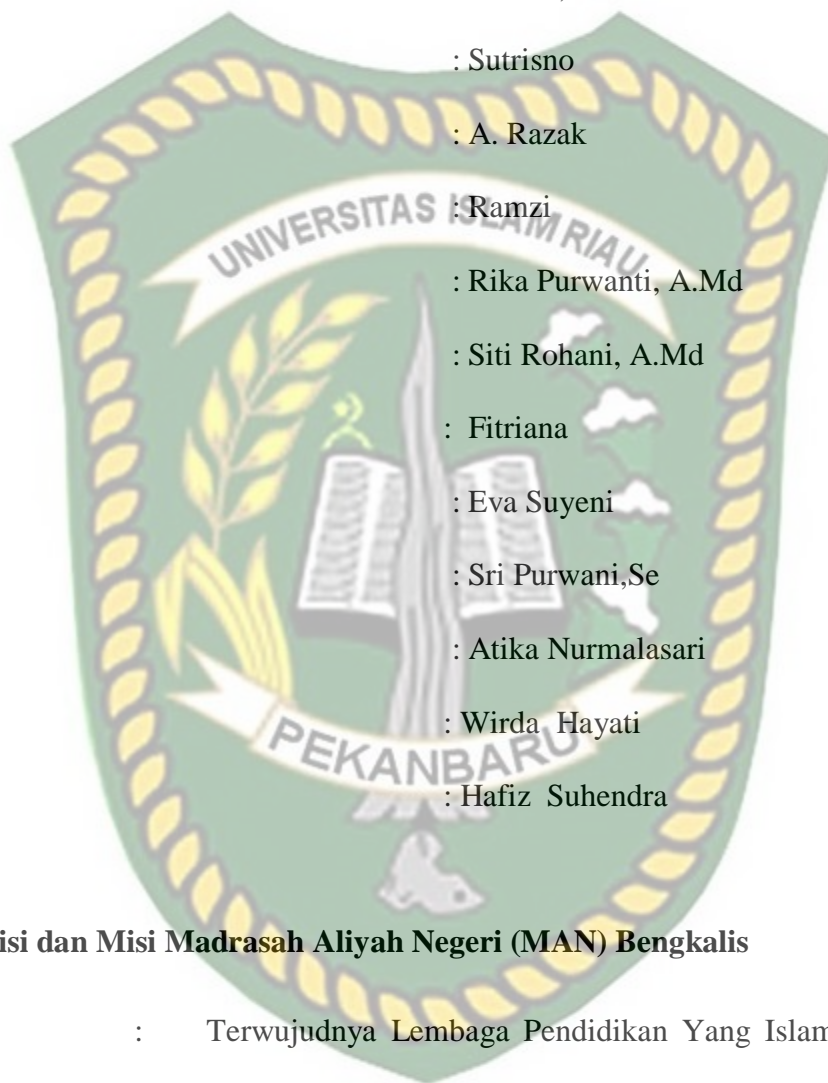 : Sutrisno
: A. Razak
UNIVERSITAS ISLAM RIAU
: Ramzi
: Rika Purwanti, A.Md
: Siti Rohani, A.Md
: Fitriana
: Eva Suyeni
: Sri Purwani,Se
: Atika Nurmalasari
: Wirda Hayati
PEKANBARU
: Hafiz Suhendra
isi dan Misi Madrasah Aliyah Negeri (MAN) Bengkalis
: Terwujudnya Lembaga Pendidikan Yang Islam